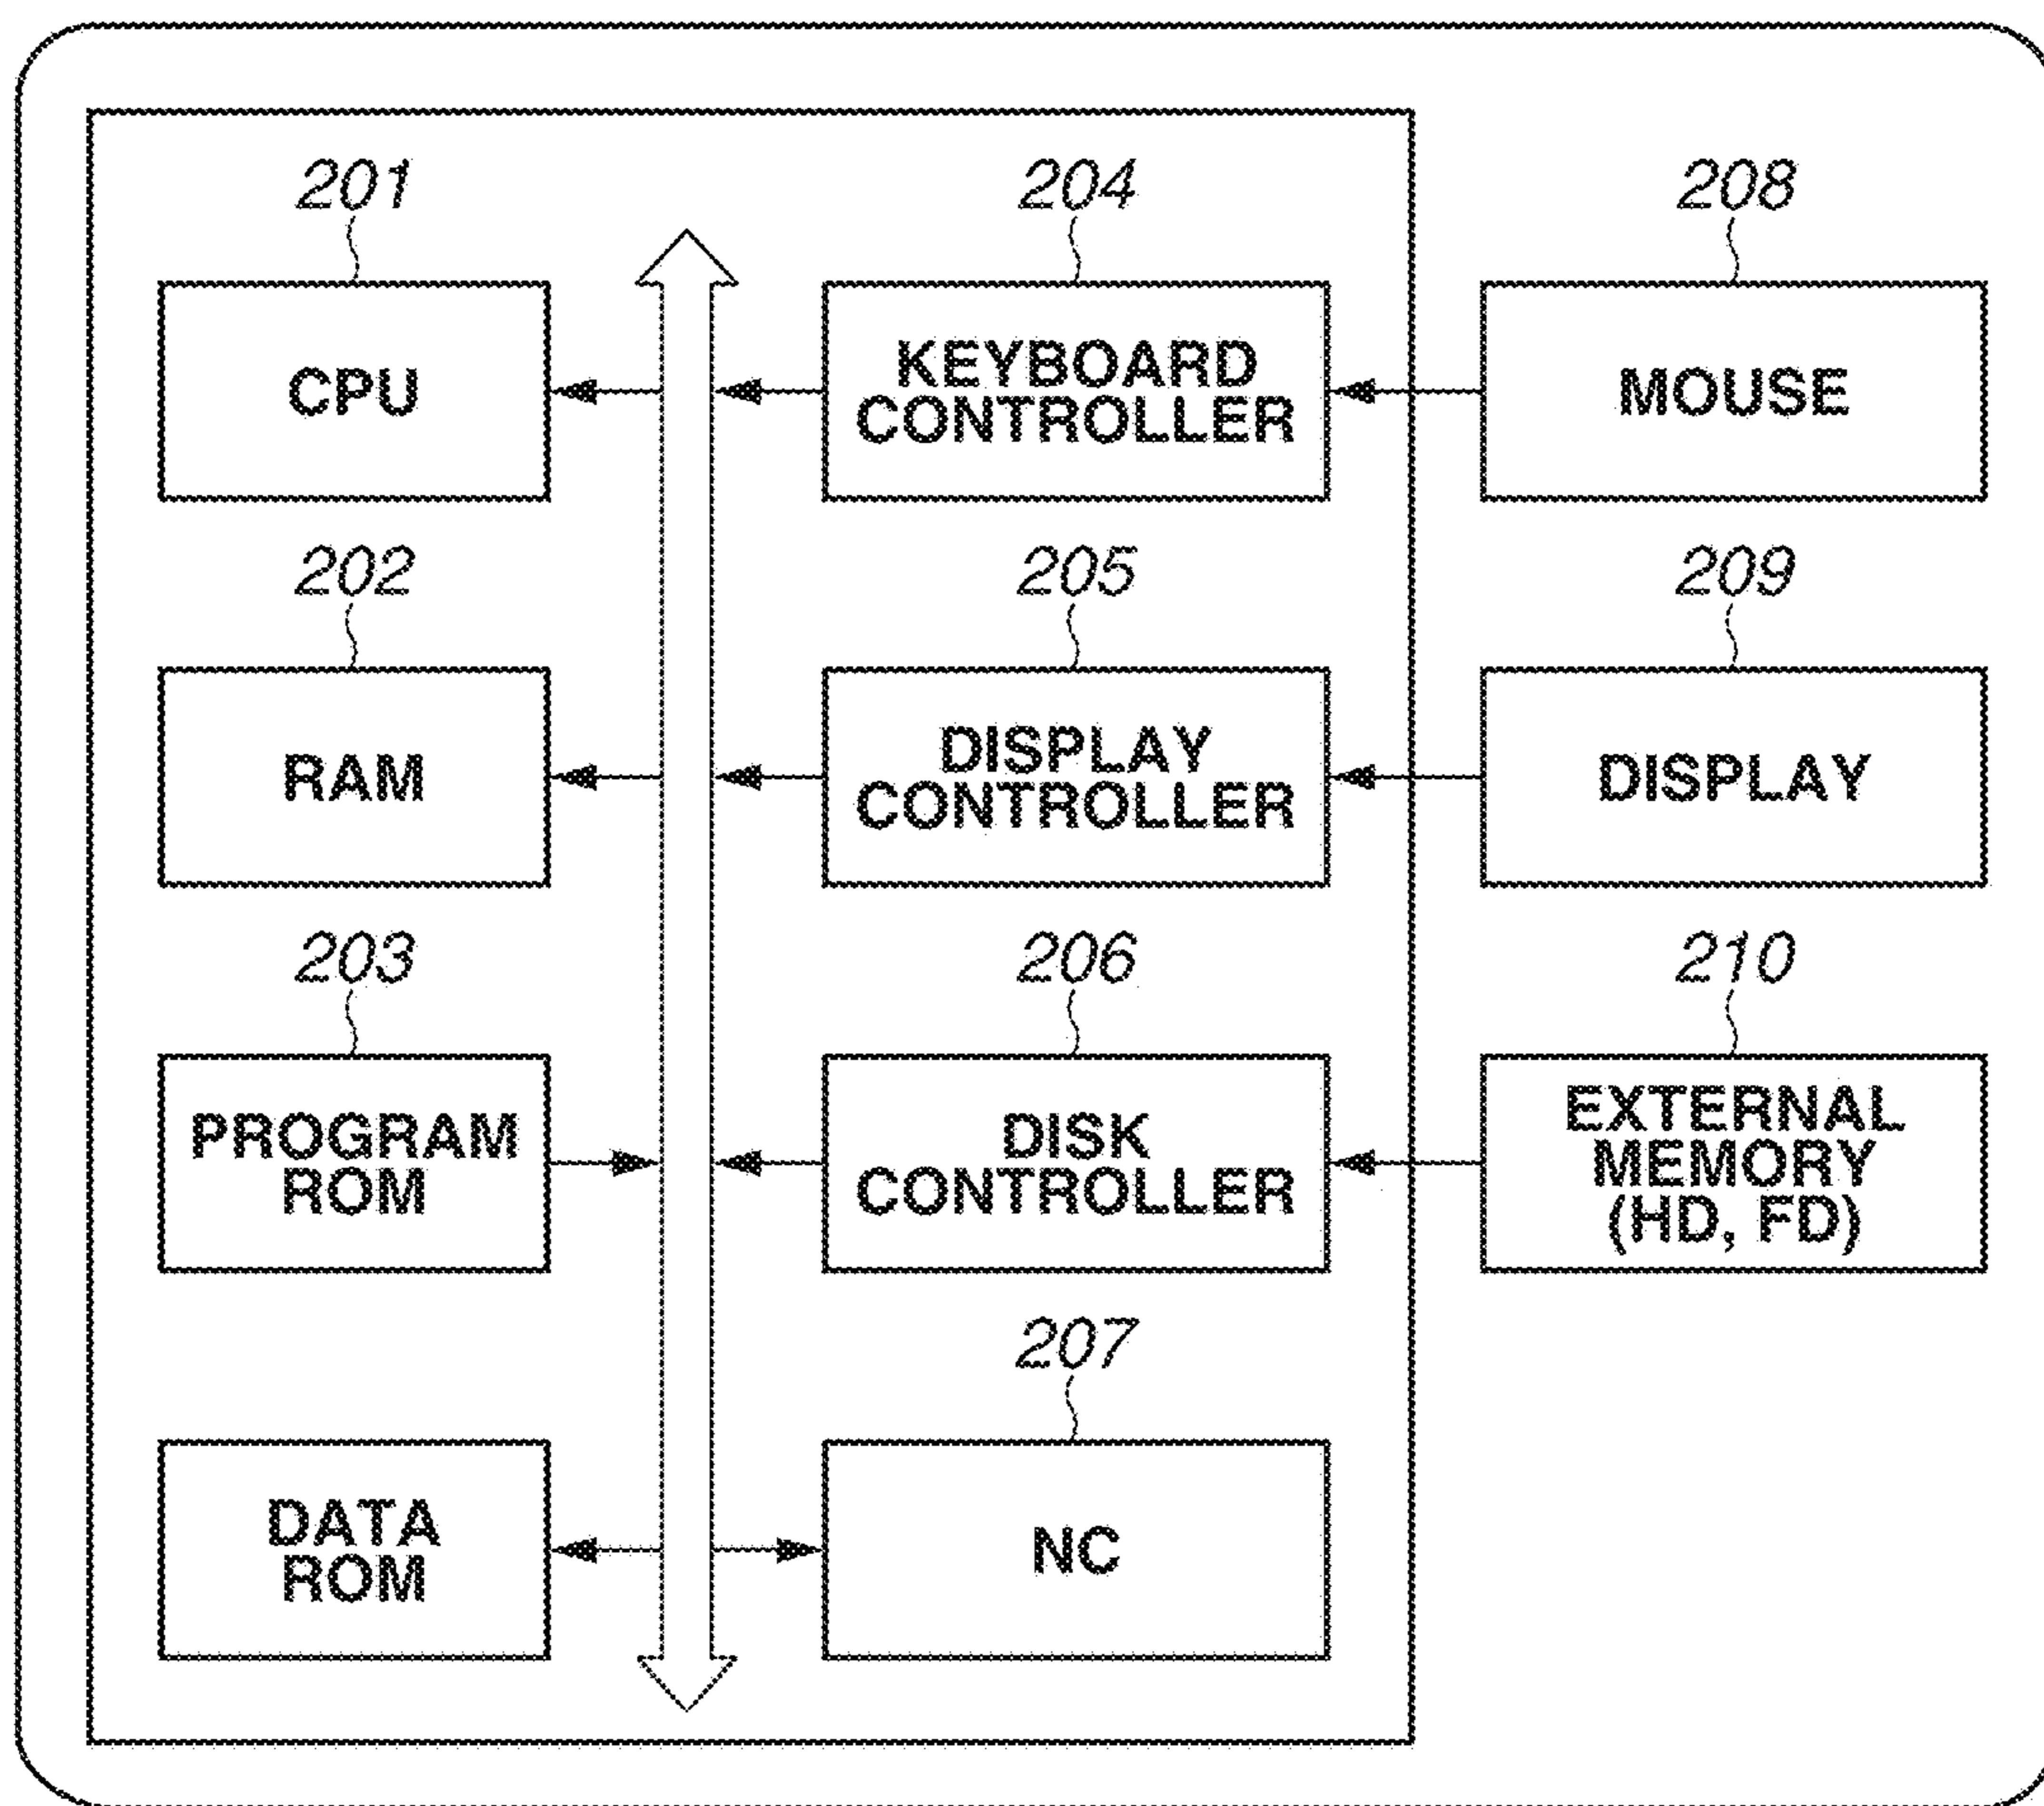 201
204
208
CPU
KEYBOARD
CONTROLLER
MOUSE
202
205
209
RAM
DISPLAY
CONTROLLER
DISPLAY
203
206
210
PROGRAM
ROM
DISK
CONTROLLER
EXTERNAL
MEMORY
(HD, FD)
207
DATA
ROM
NC